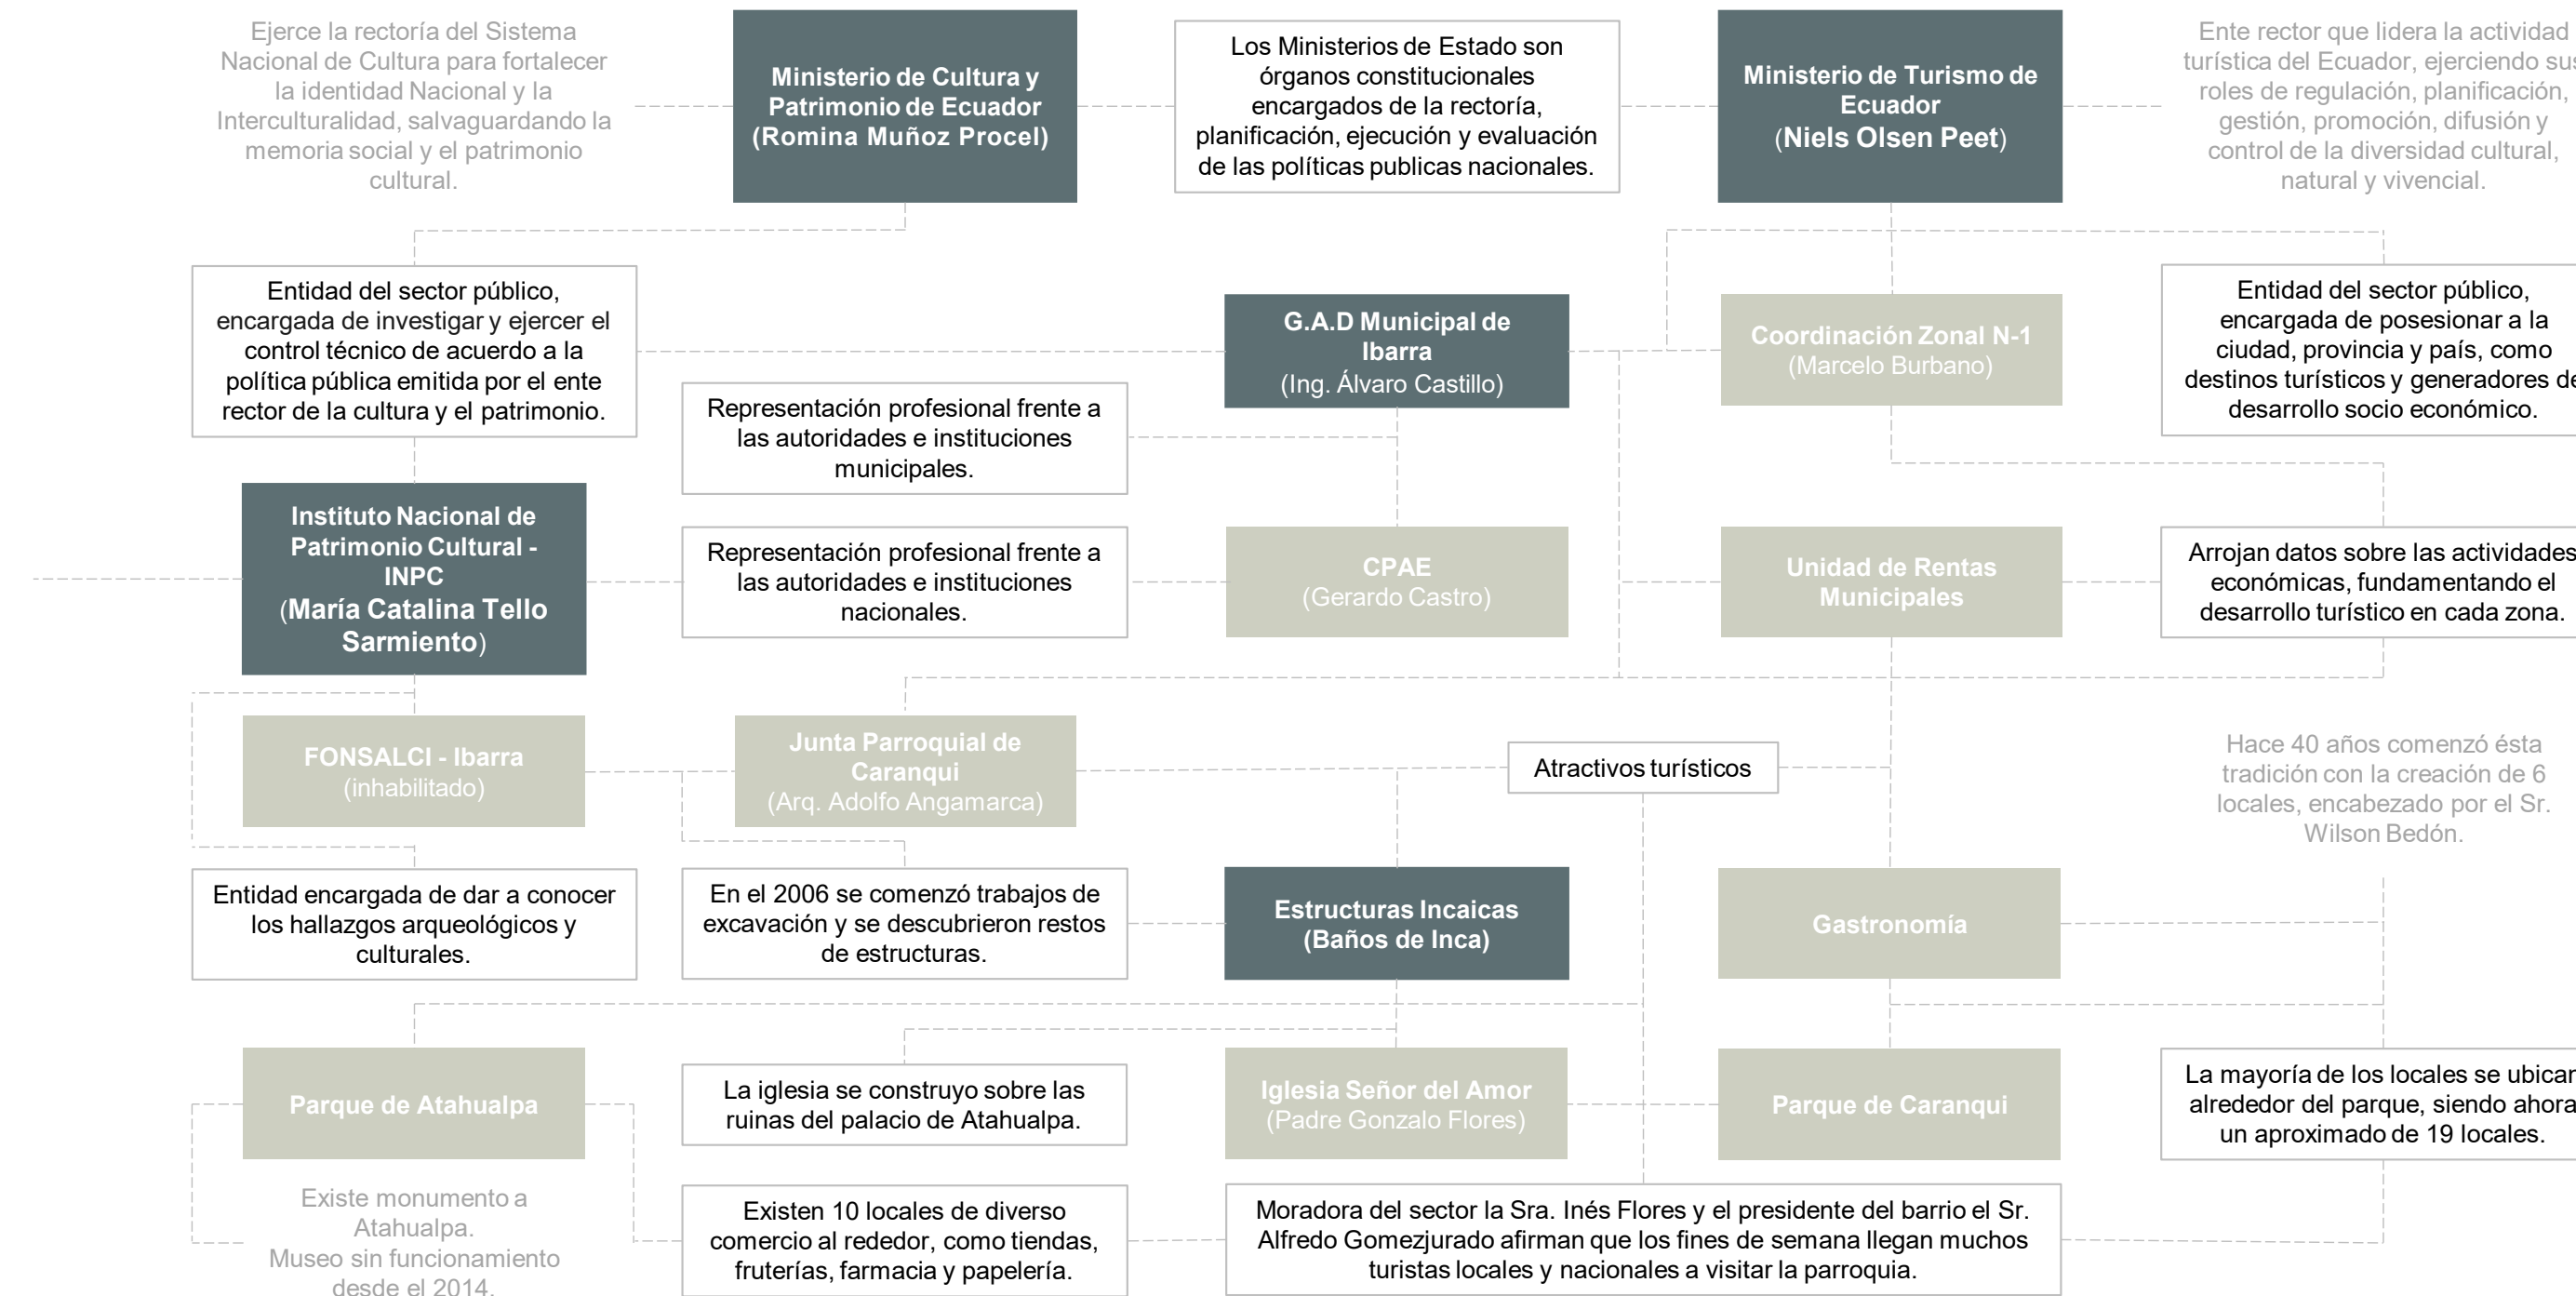 Ejerce la rectoría del Sistema
Nacional de Cultura para fortalecer
la identidad Nacional y la
Interculturalidad, salvaguardando la
memoria social y el patrimonio
cultural.
Ministerio de Cultura y
Patrimonio de Ecuador
(Romina Muñoz Procel)
Los Ministerios de Estado son
órganos constitucionales
encargados de la rectoría,
planificación, ejecución y evaluación
de las políticas publicas nacionales.
Ministerio de Turismo de
Ecuador
(Niels Olsen Peet)
Ente rector que lidera la actividad
turística del Ecuador, ejerciendo sus
roles de regulación, planificación,
gestión, promoción, difusión y
control de la diversidad cultural,
natural y vivencial.
Entidad del sector público,
encargada de investigar y ejercer el
control técnico de acuerdo a la
política pública emitida por el ente
rector de la cultura y el patrimonio.
G.A.D Municipal de
Ibarra
(Ing. Álvaro Castillo)
Coordinación Zonal N-1
(Marcelo Burbano)
Entidad del sector público,
encargada de posesionar a la
ciudad, provincia y país, como
destinos turísticos y generadores de
desarrollo socio económico.
Representación profesional frente a
las autoridades e instituciones
municipales.
Instituto Nacional de
Patrimonio Cultural -
INPC
(María Catalina Tello
Sarmiento)
Representación profesional frente a
las autoridades e instituciones
nacionales.
CPAE
(Gerardo Castro)
Unidad de Rentas
Municipales
Arrojan datos sobre las actividades
económicas, fundamentando el
desarrollo turístico en cada zona.
FONSALCI - Ibarra
(inhabilitado)
Junta Parroquial de
Caranqui
(Arq. Adolfo Angamarca)
Atractivos turísticos
Hace 40 años comenzó ésta
tradición con la creación de 6
locales, encabezado por el Sr.
Wilson Bedón.
Entidad encargada de dar a conocer
los hallazgos arqueológicos y
culturales.
En el 2006 se comenzó trabajos de
excavación y se descubrieron restos
de estructuras.
Estructuras Incaicas
(Baños de Inca)
Gastronomía
Parque de Atahualpa
La iglesia se construyo sobre las
ruinas del palacio de Atahualpa.
Iglesia Señor del Amor
(Padre Gonzalo Flores)
Parque de Caranqui
La mayoría de los locales se ubican
alrededor del parque, siendo ahora
un aproximado de 19 locales.
Existe monumento a
Atahualpa.
Museo sin funcionamiento
desde el 2014.
Existen 10 locales de diverso
comercio al rededor, como tiendas,
fruterías, farmacia y papelería.
Moradora del sector la Sra. Inés Flores y el presidente del barrio el Sr.
Alfredo Gomezjurado afirman que los fines de semana llegan muchos
turistas locales y nacionales a visitar la parroquia.